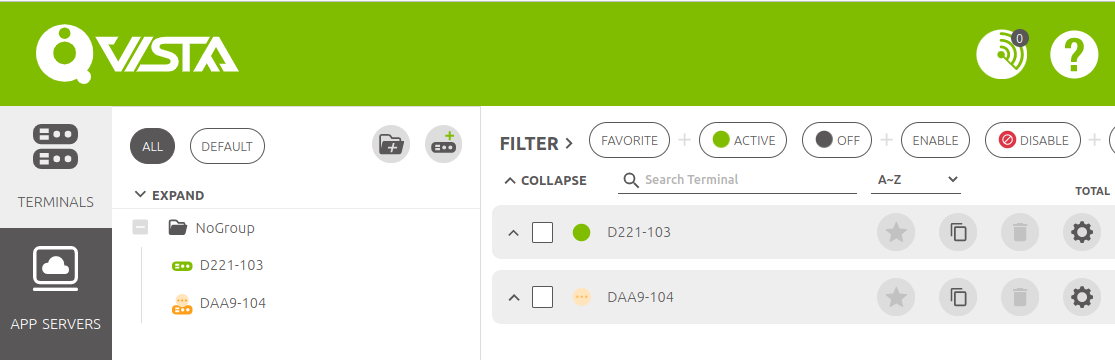 QVISTA
0
?
ALL
DEFAULT
FILTER
FAVORITE + ACTIVE OFF + ENABLE DISABLE +
TERMINALS
EXPAND
COLLAPSE
Search Terminal
A~Z
TOTAL
NoGroup
D221-103
DAA9-104
D221-103
DAA9-104
APP SERVERS